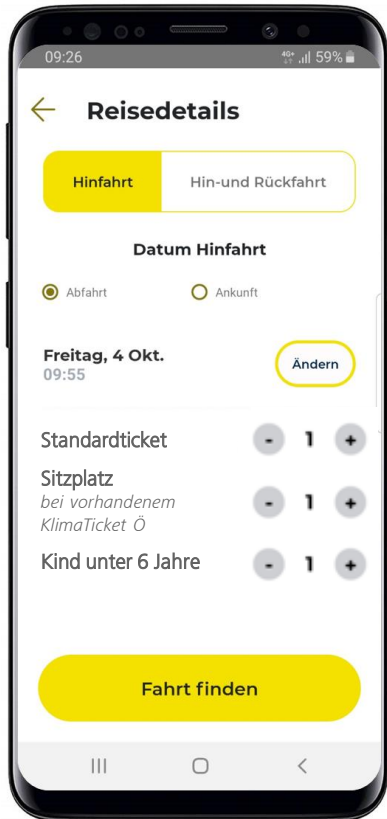 09:26 4G+ 59%
Reisedetails
Hinfahrt Hin-und Rückfahrt
Datum Hinfahrt
Abfahrt Ankunft
Freitag, 4 Okt.
09:55
Ändern
Standardticket - 1 +
Sitzplatz
bei vorhandenem
KlimaTicket Ö
- 1 +
Kind unter 6 Jahre - 1 +
Fahrt finden